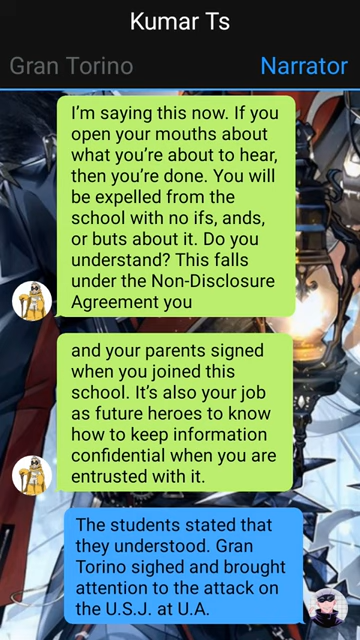 Kumar Ts
Gran Torino
Narrator
I’m saying this now. If you
open your mouths about
what you’re about to hear,
then you’re done. You will
be expelled from the
school with no ifs, ands,
or buts about it. Do you
understand? This falls
under the Non-Disclosure
Agreement you
and your parents signed
when you joined this
school. It’s also your job
as future heroes to know
how to keep information
confidential when you are
entrusted with it.
The students stated that
they understood. Gran
Torino sighed and brought
attention to the attack on
the U.S.J. at U.A.